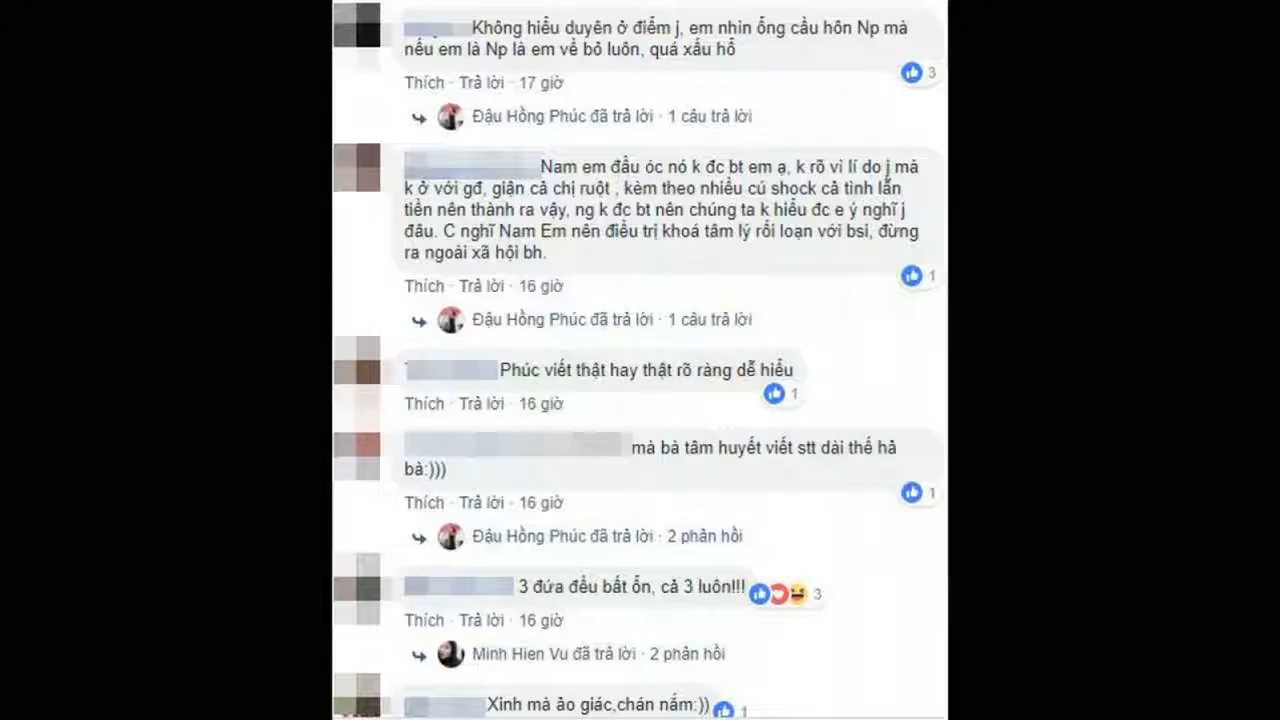 Không hiểu duyên ở điểm j, em nhìn ổng cầu hôn Np mà
nếu em là Np là em về bỏ luôn, quá xấu hổ
3
Thích · Trả lời · 17 giờ
Đậu Hồng Phúc đã trả lời · 1 câu trả lời
Nam em đầu óc nó k đc bt em ạ, k rõ vì lí do j mà
k ở với gđ, giận cả chị ruột , kèm theo nhiều cú shock cả tình lẫn
tiền nên thành ra vậy, ng k đc bt nên chúng ta k hiểu đc e ý nghĩ j
đâu. C nghĩ Nam Em nên điều trị khoá tâm lý rối loạn với bsi, đừng
ra ngoài xã hội bh.
1
Thích · Trả lời · 16 giờ
Đậu Hồng Phúc đã trả lời · 1 câu trả lời
Phúc viết thật hay thật rõ ràng dễ hiểu
1
Thích · Trả lời · 16 giờ
mà bà tâm huyết viết stt dài thế hả
bà:)))
1
Thích · Trả lời · 16 giờ
Đậu Hồng Phúc đã trả lời · 2 phản hồi
3 đứa đều bất ổn, cả 3 luôn!!!
3
Thích · Trả lời · 16 giờ
Minh Hien Vu đã trả lời · 2 phản hồi
Xinh mà ảo giác,chán nắm:))
1